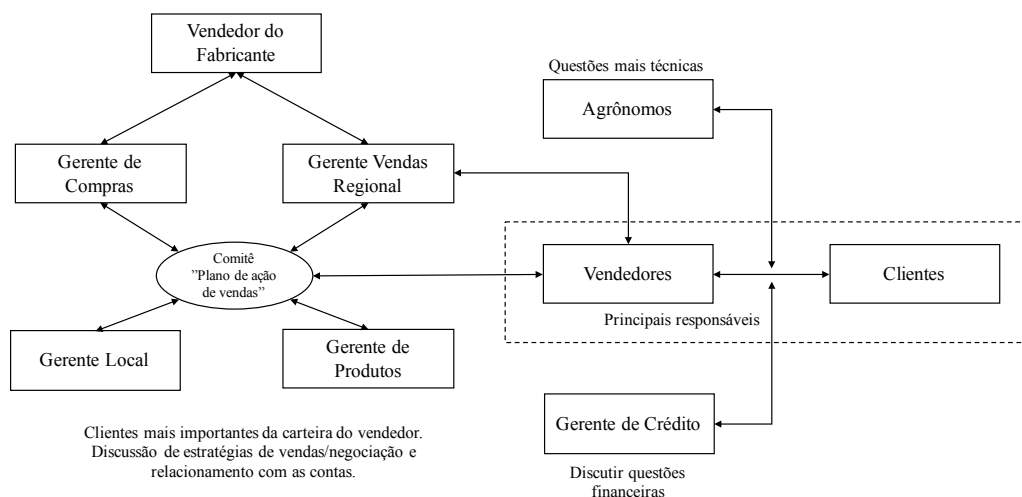 Vendedor do
Fabricante
Questões mais técnicas
Agrônomos
Gerente de
Compras
Gerente Vendas
Regional
Comitê
”Plano de ação
de vendas”
Vendedores
Clientes
Principais responsáveis
Gerente Local
Gerente de
Produtos
Gerente de Crédito
Clientes mais importantes da carteira do vendedor.
Discussão de estratégias de vendas/negociação e
relacionamento com as contas.
Discutir questões
financeiras